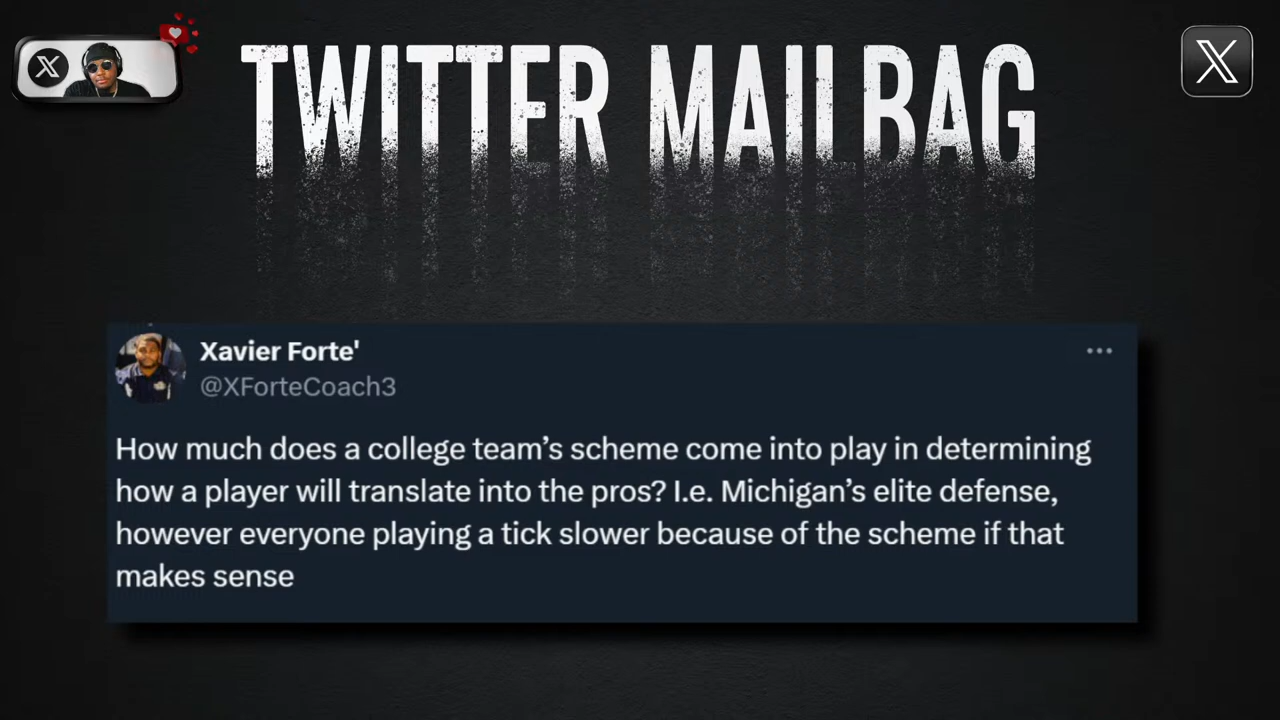 TWITTER MAILBAG
Xavier Forte'
@XForteCoach3
How much does a college team’s scheme come into play in determining
how a player will translate into the pros? I.e. Michigan’s elite defense,
however everyone playing a tick slower because of the scheme if that
makes sense